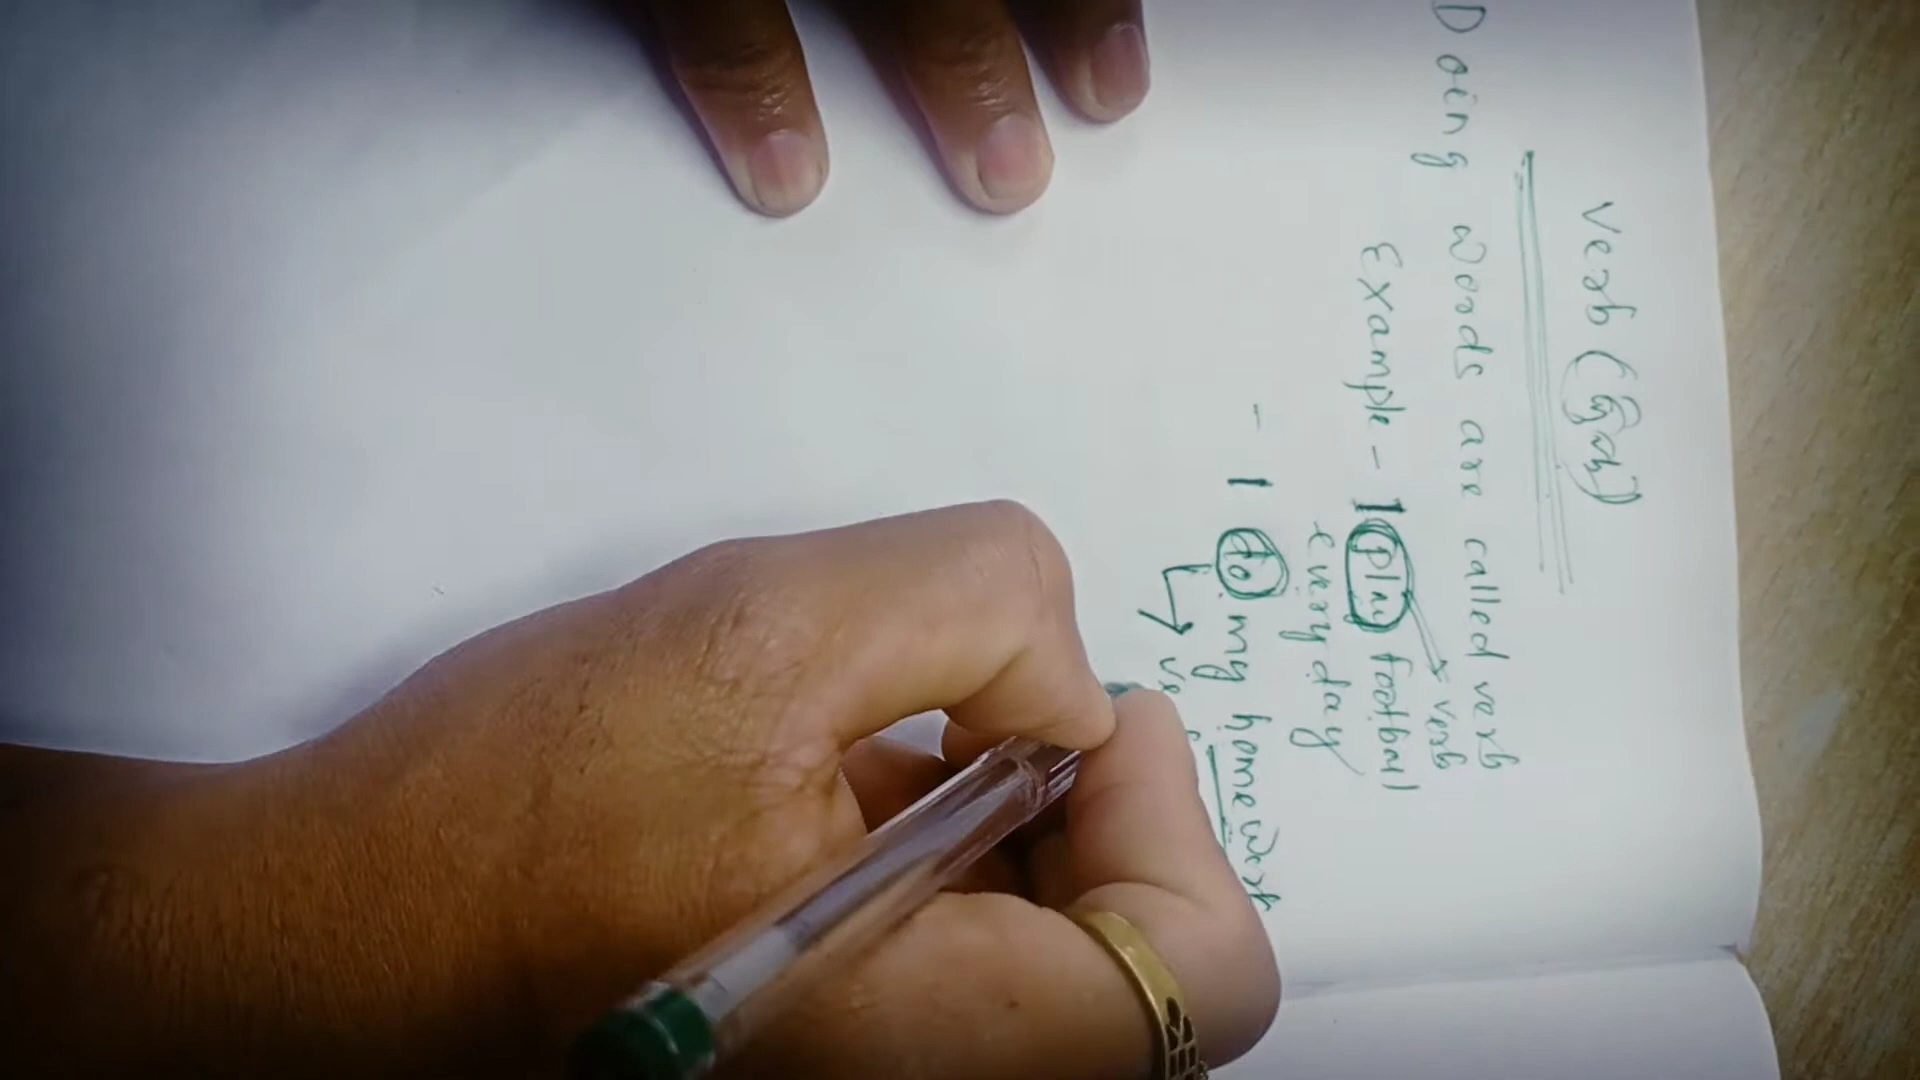 Verb
Doing words are called verb
Example - I play football
verb
every day
- I do my homework